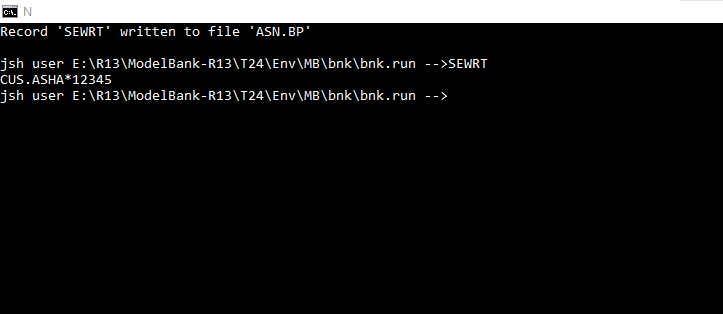 N
Record 'SEWRT' written to file 'ASN.BP'
jsh user E:\R13\ModelBank-R13\T24\Env\MB\bnk\bnk.run -->SEWRT
CUS.ASHA*12345
jsh user E:\R13\ModelBank-R13\T24\Env\MB\bnk\bnk.run -->